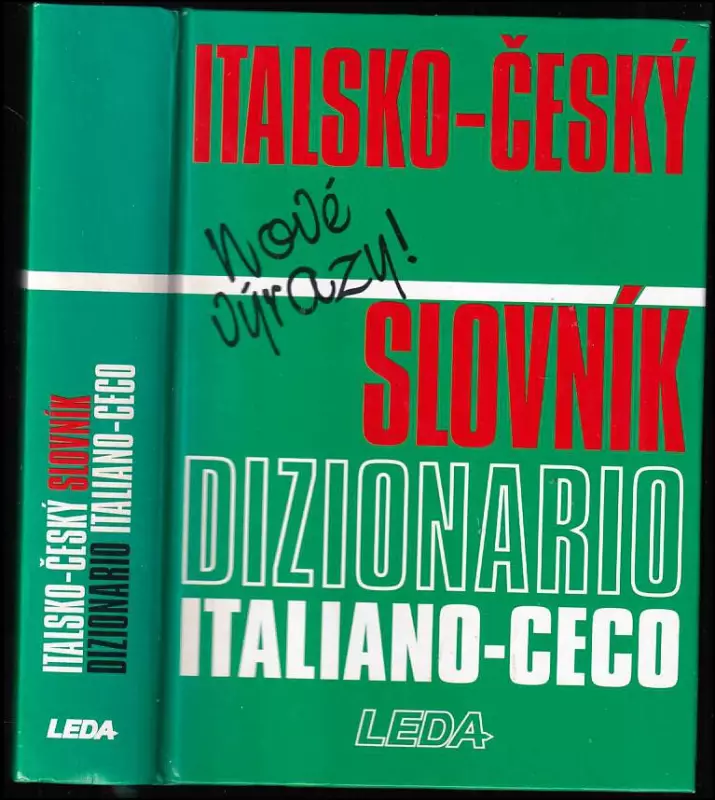 ITALSKO-ČESKÝ
nové
výrazy!
SLOVNÍK
DIZIONARIO
ITALIANO-CECO
LEDA
ITALSKO-ČESKÝ SLOVNÍK
DIZIONARIO ITALIANO-CECO
LEDA